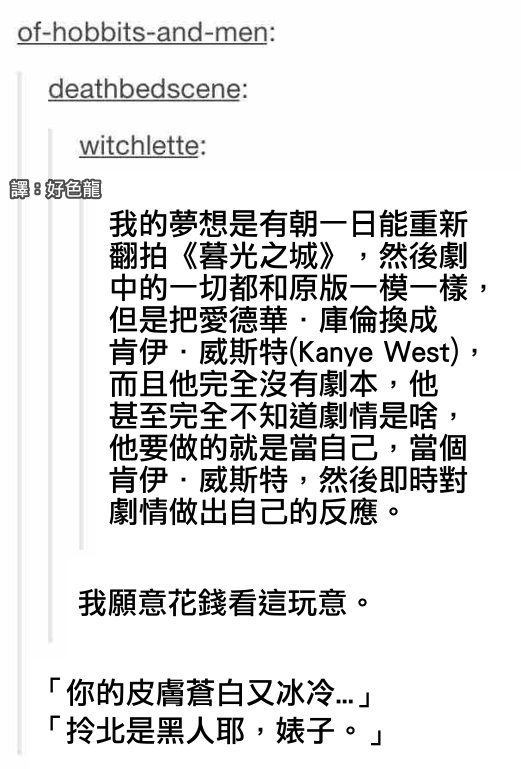 of-hobbits-and-men:
deathbedscene:
witchlette:
譯：好色龍
我的夢想是有朝一日能重新
翻拍《暮光之城》，然後劇
中的一切都和原版一模一樣，
但是把愛德華．庫倫換成
肯伊．威斯特(Kanye West)，
而且他完全沒有劇本，他
甚至完全不知道劇情是啥，
他要做的就是當自己，當個
肯伊．威斯特，然後即時對
劇情做出自己的反應。
我願意花錢看這玩意。
「你的皮膚蒼白又冰冷...」
「拎北是黑人耶，婊子。」